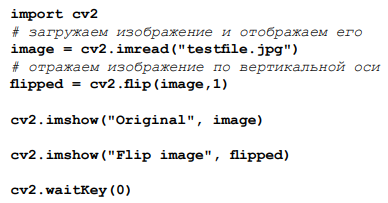 import cv2
# загружаем изображение и отображаем его
image = cv2.imread("testfile.jpg")
# отражаем изображение по вертикальной оси
flipped = cv2.flip(image,1)
cv2.imshow("Original", image)
cv2.imshow("Flip image", flipped)
cv2.waitKey(0)